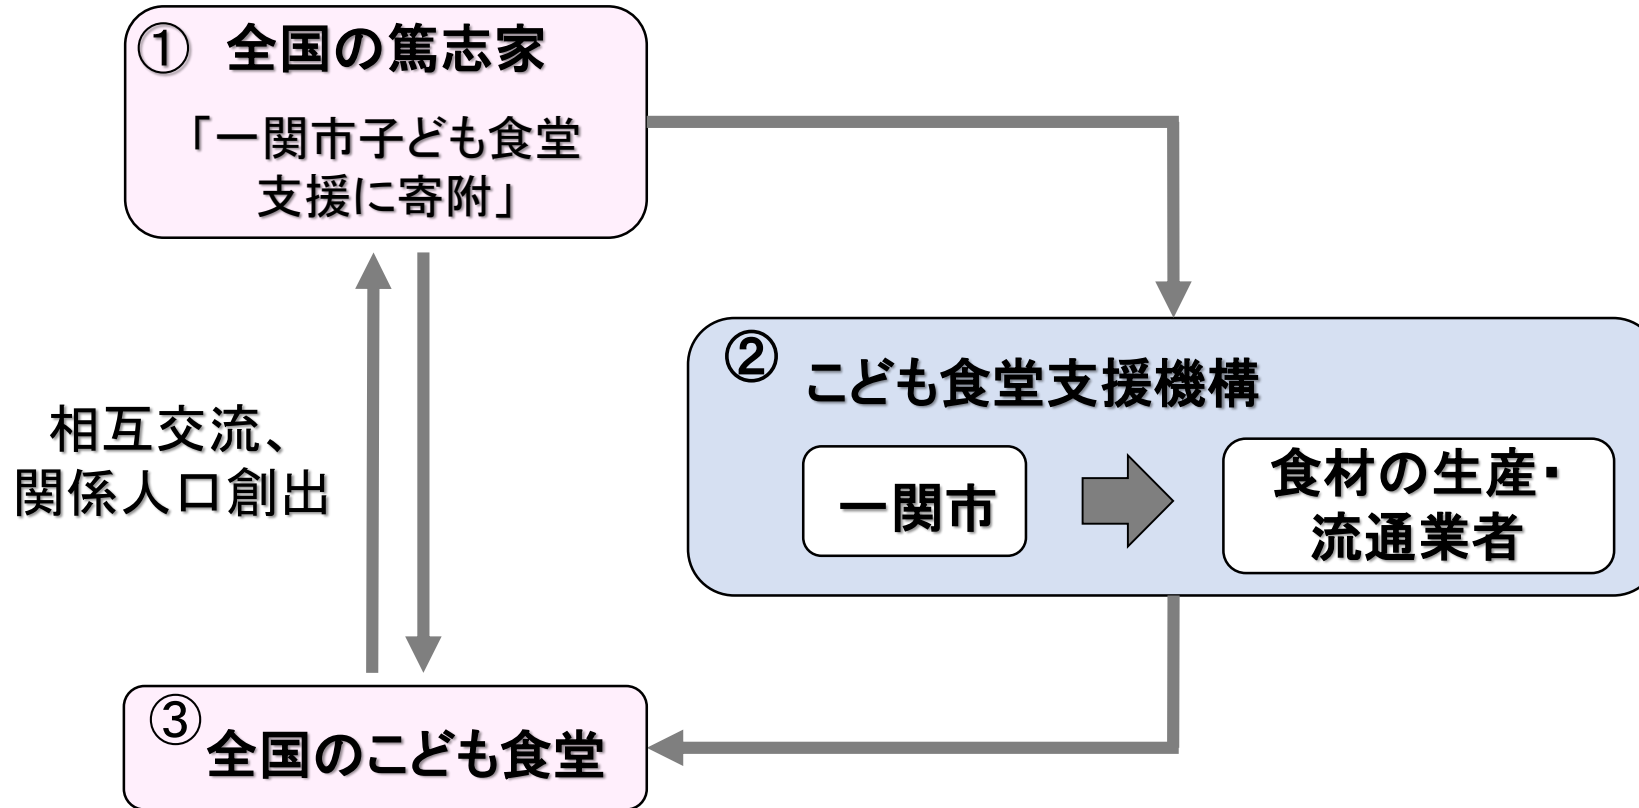 ① 全国の篤志家
「一関市子ども食堂
支援に寄附」
② こども食堂支援機構
一関市
食材の生産・
流通業者
相互交流、
関係人口創出
③ 全国のこども食堂